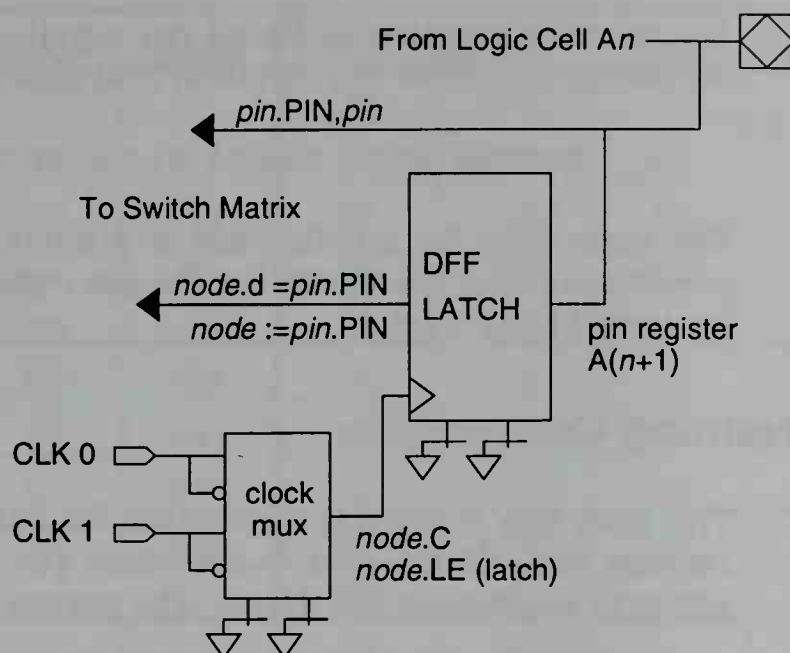 From Logic Cell An
pin.PIN,pin
To Switch Matrix
DFF
LATCH
node.d =pin.PIN
node :=pin.PIN
pin register
A(n+1)
CLK 0
CLK 1
clock
mux
node.C
node.LE (latch)